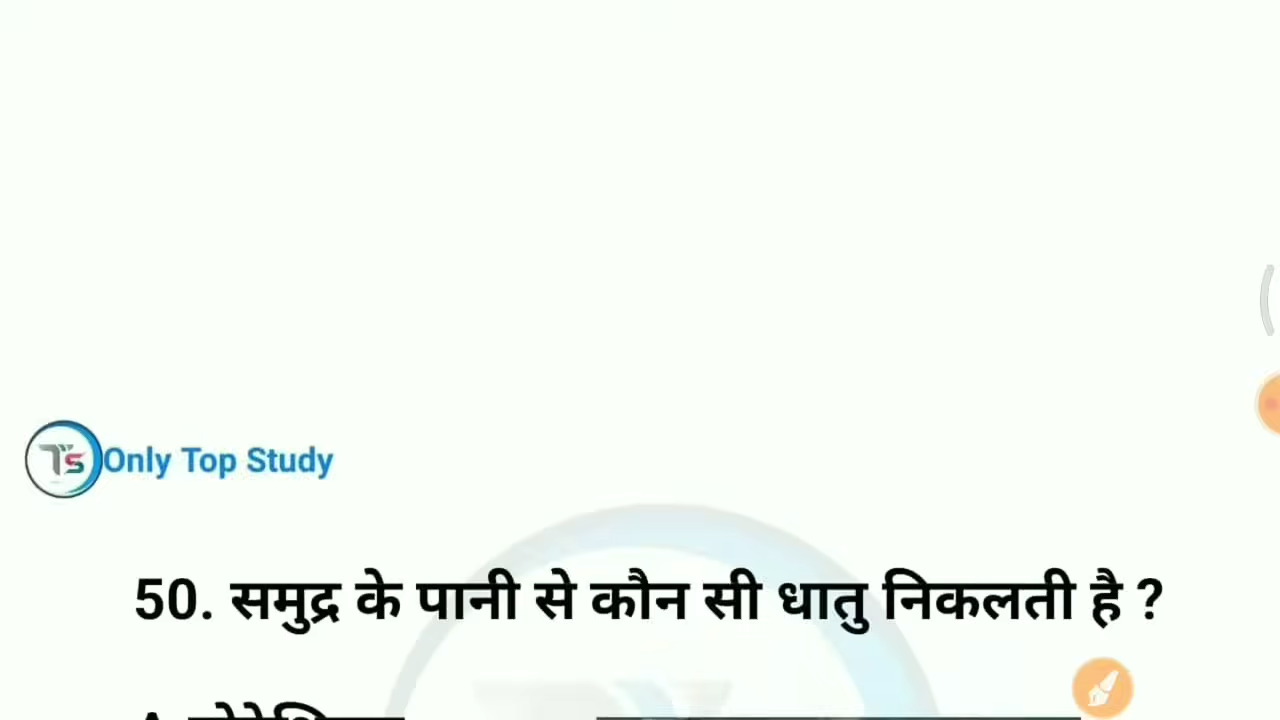 Only Top Study
50. समुद्र के पानी से कौन सी धातु निकलती है ?